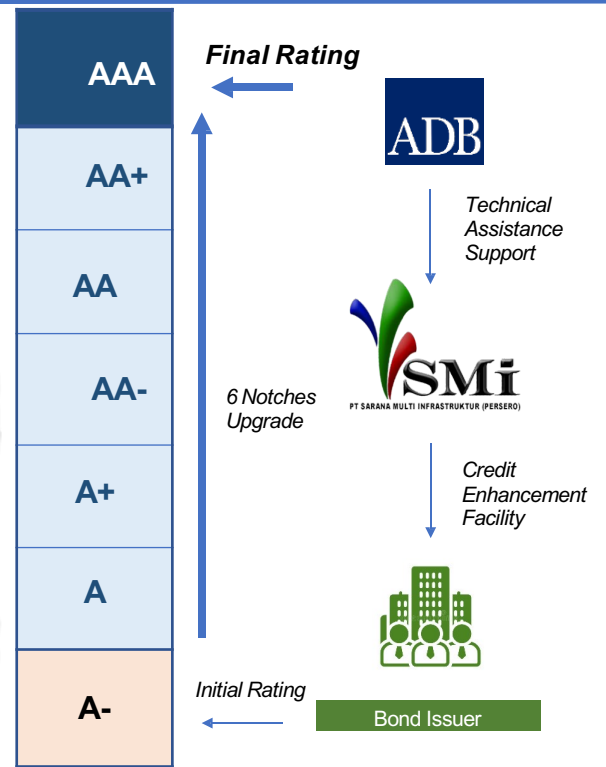 AAA
AA+
AA
AA-
A+
A
A-
Final Rating
6 Notches
Upgrade
Initial Rating
ADB
Technical
Assistance
Support
SMi
PT SARANA MULTI INFRASTRUKTUR (PERSERO)
Credit
Enhancement
Facility
Bond Issuer